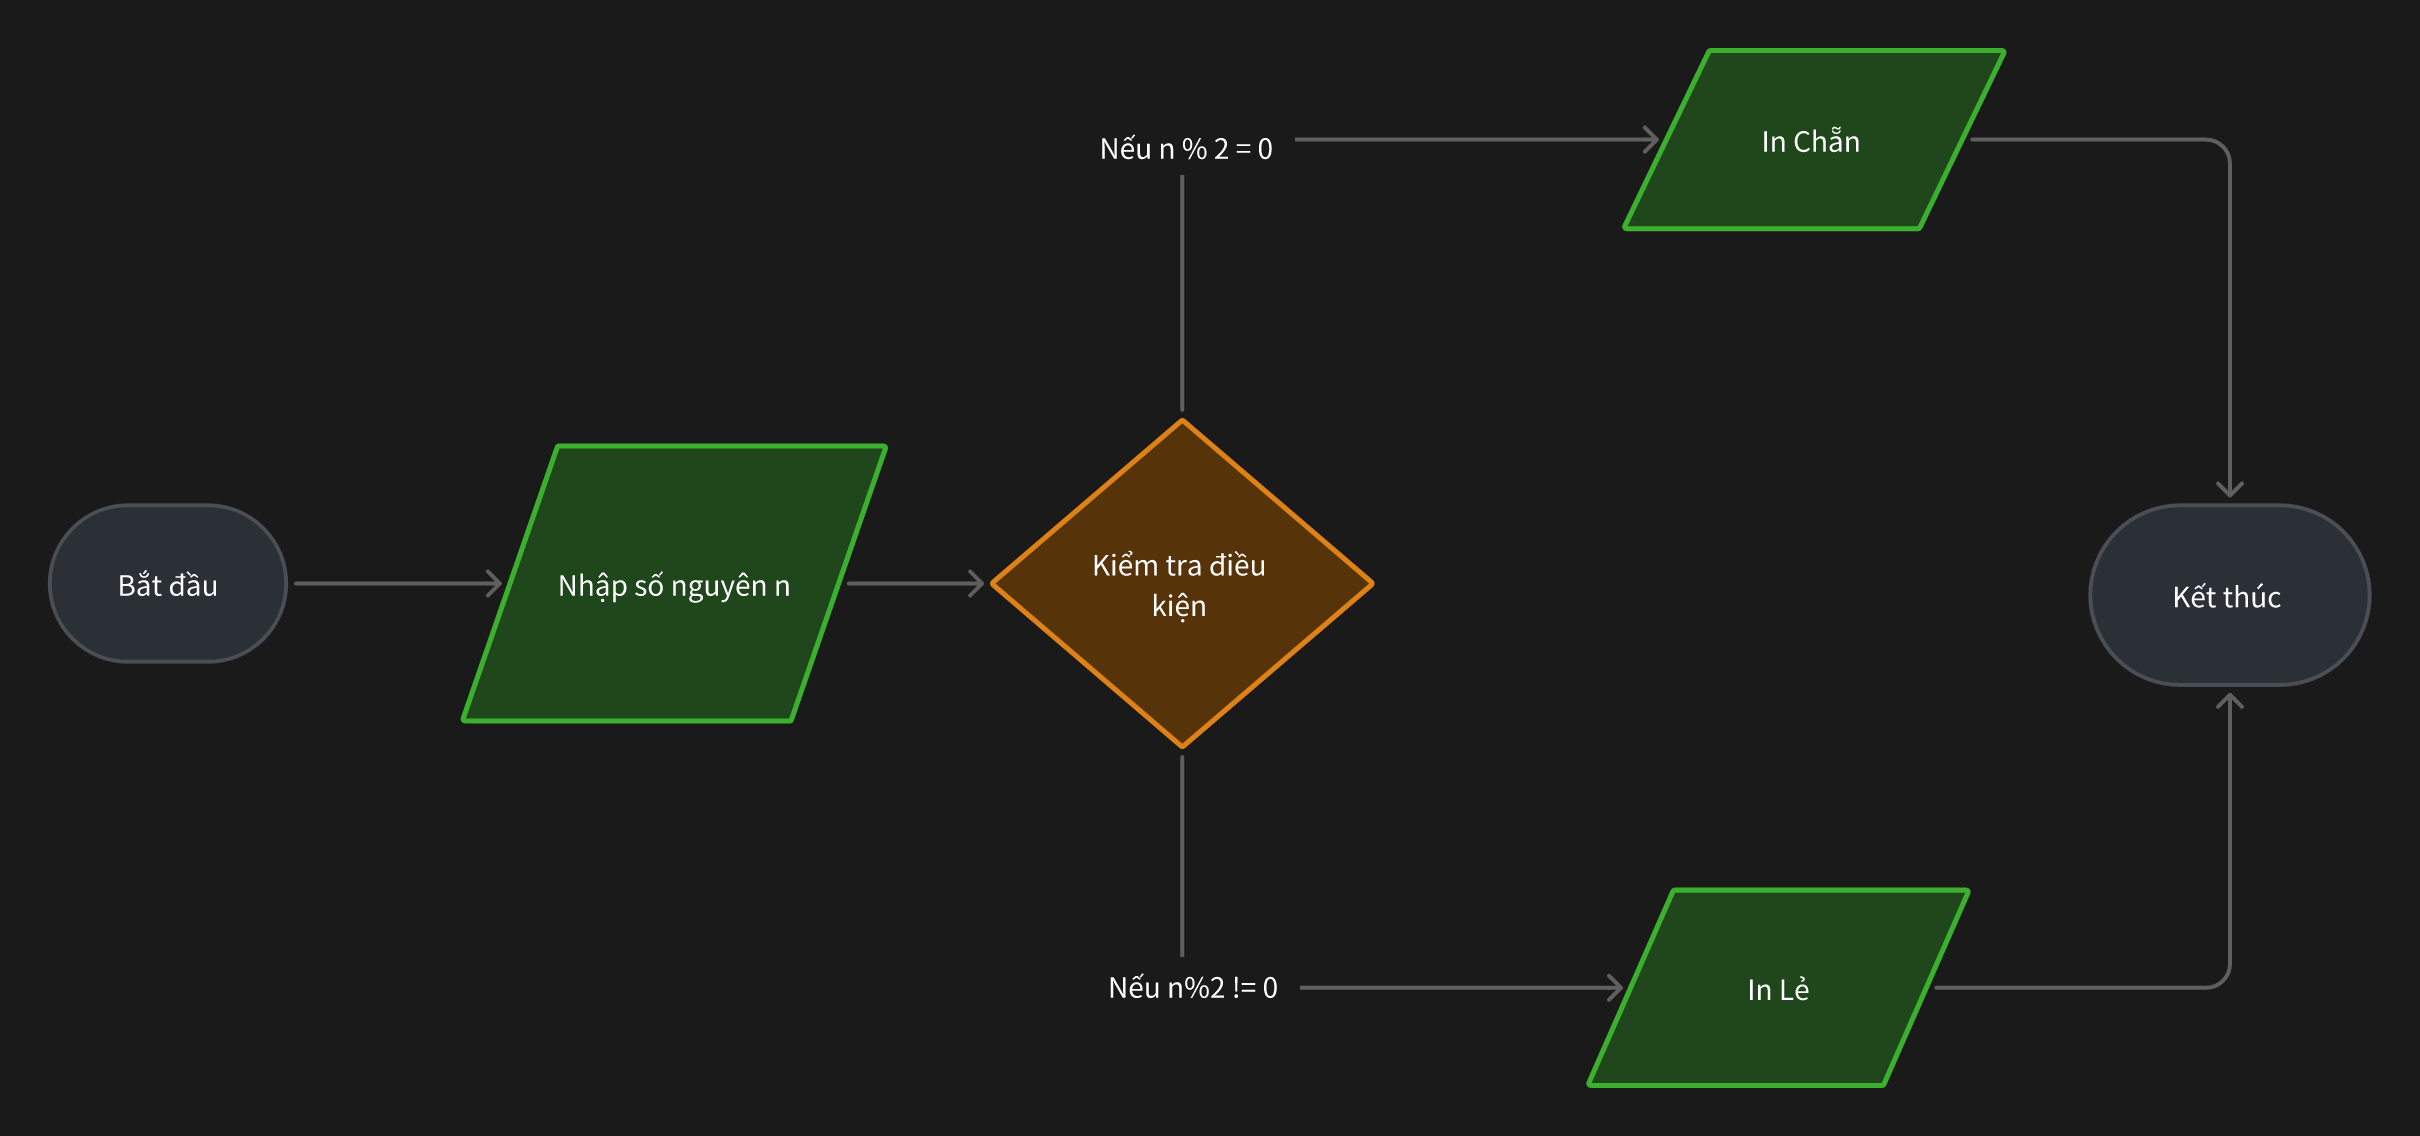 Nếu n % 2 = 0
In Chẵn
Bắt đầu
Nhập số nguyên n
Kiểm tra điều
kiện
Kết thúc
Nếu n%2 != 0
In Lẻ